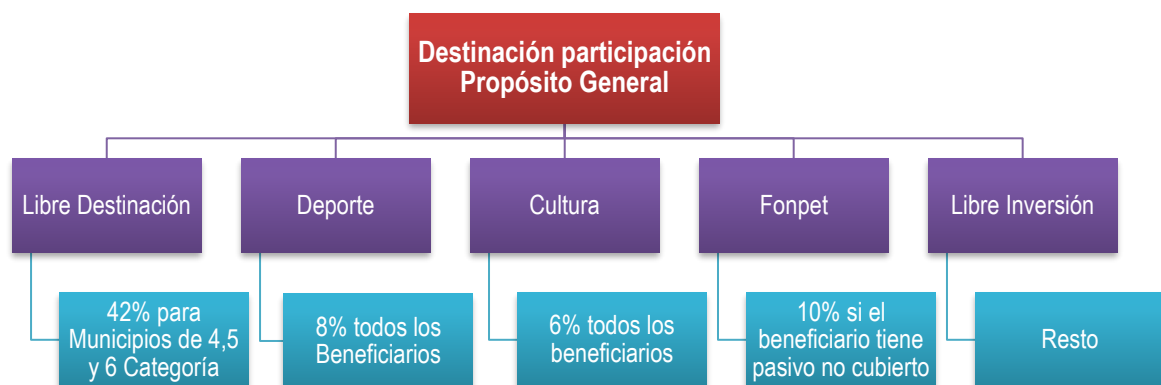 Destinación participación
Propósito General
Libre Destinación
Deporte
Cultura
Fonpet
Libre Inversión
42% para
Municipios de 4,5
y 6 Categoría
8% todos los
Beneficiarios
6% todos los
beneficiarios
10% si el
beneficiario tiene
pasivo no cubierto
Resto